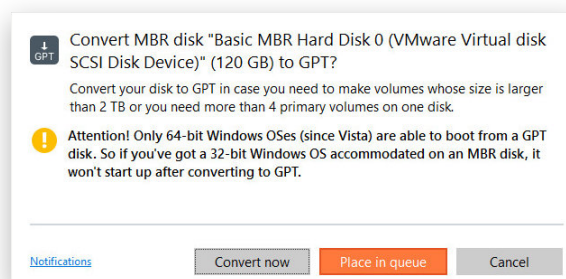 Convert MBR disk "Basic MBR Hard Disk 0 (VMware Virtual disk
SCSI Disk Device)" (120 GB) to GPT?
GPT
Convert your disk to GPT in case you need to make volumes whose size is larger
than 2 TB or you need more than 4 primary volumes on one disk.
Attention! Only 64-bit Windows OSes (since Vista) are able to boot from a GPT
disk. So if you've got a 32-bit Windows OS accommodated on an MBR disk, it
won't start up after converting to GPT.
Notifications
Convert now
Place in queue
Cancel